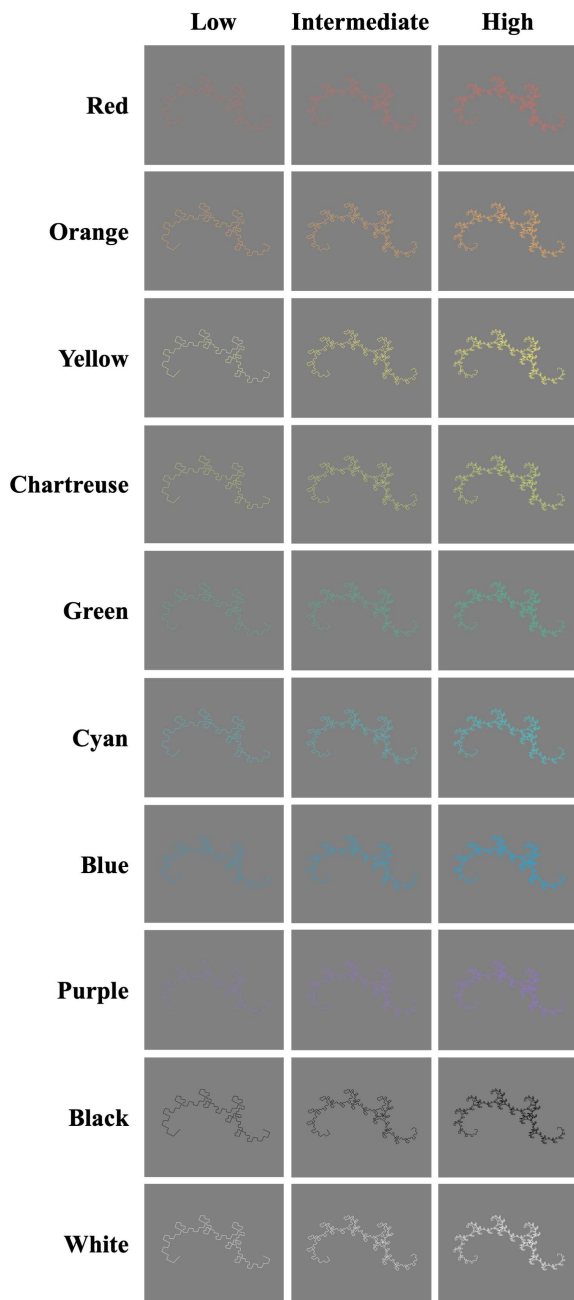 Low Intermediate High
Red
Orange
Yellow
Chartreuse
Green
Cyan
Blue
Purple
Black
White